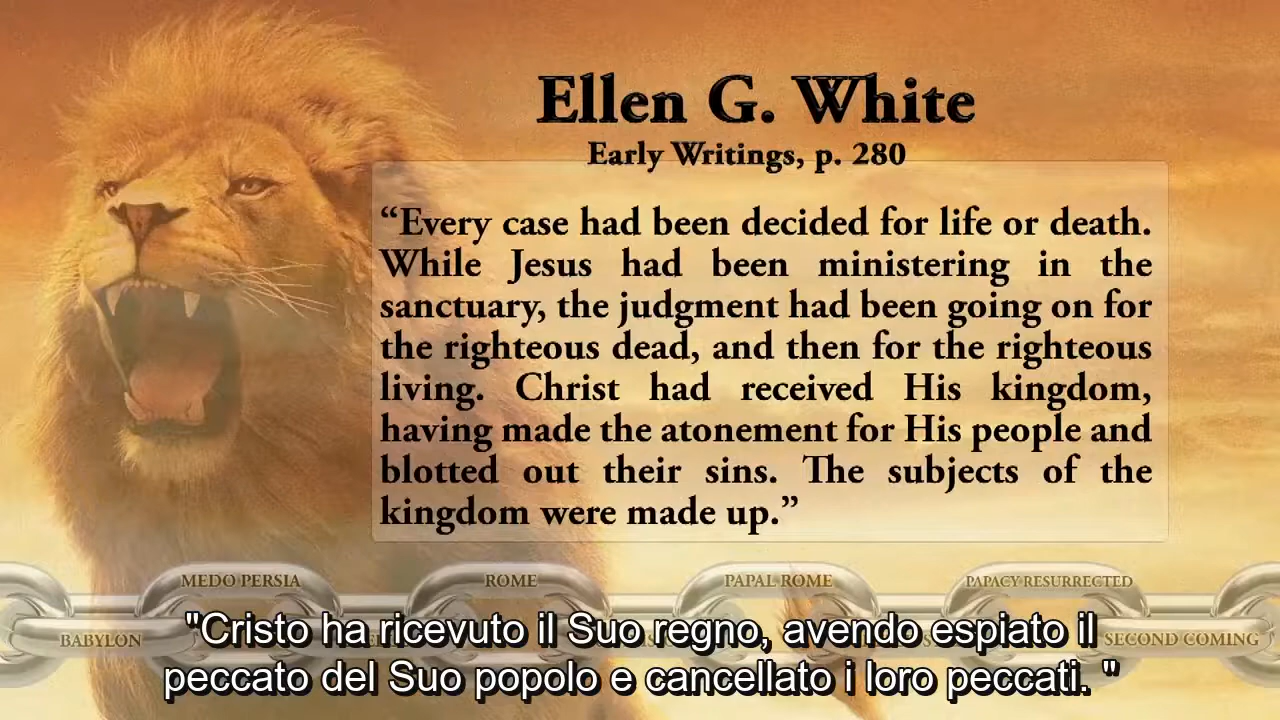 Ellen G. White
Early Writings, p. 280
“Every case had been decided for life or death.
While Jesus had been ministering in the
sanctuary, the judgment had been going on for
the righteous dead, and then for the righteous
living. Christ had received His kingdom,
having made the atonement for His people and
blotted out their sins. The subjects of the
kingdom were made up.”
MEDO PERSIA
ROME
PAPAL ROME
PAPACY RESURRECTED
BABYLON
SECOND COMING
"Cristo ha ricevuto il Suo regno, avendo espiato il
peccato del Suo popolo e cancellato i loro peccati. "